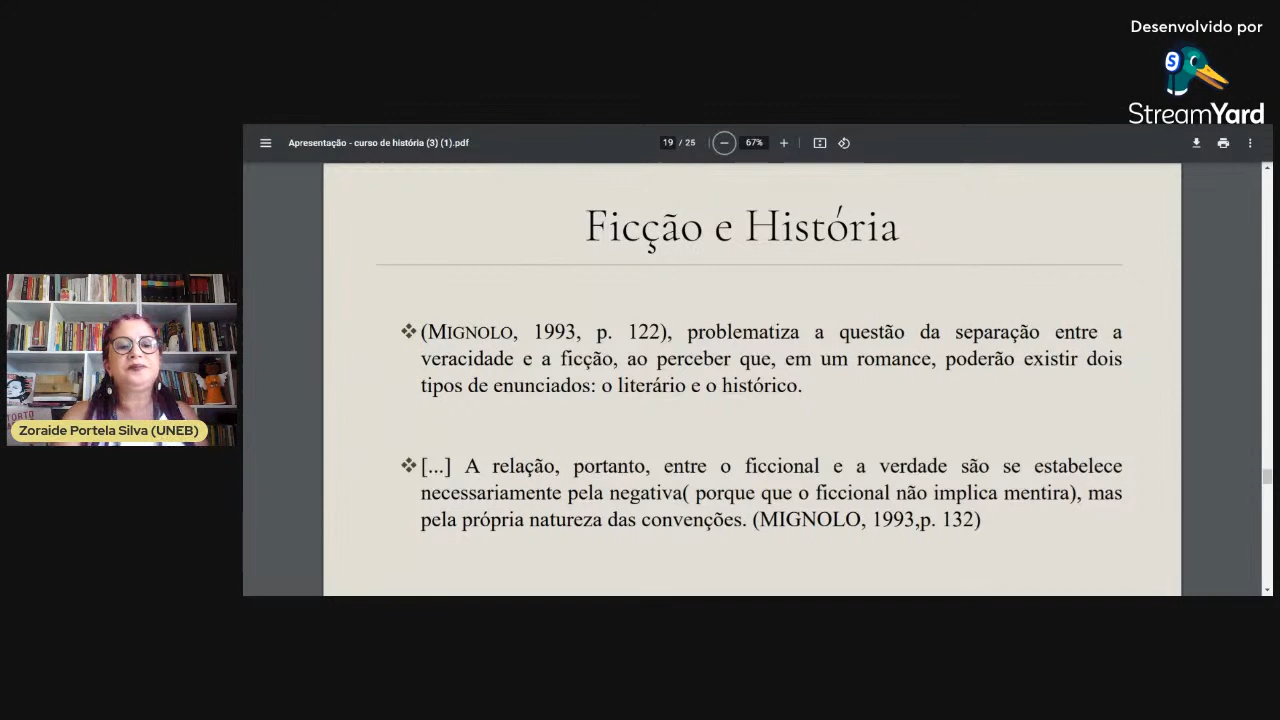 Desenvolvido por
StreamYard
Apresentação - curso de história (3) (1).pdf
19 / 25
67%
Ficção e História
❖ (MIGNOLO, 1993, p. 122), problematiza a questão da separação entre a
veracidade e a ficção, ao perceber que, em um romance, poderão existir dois
tipos de enunciados: o literário e o histórico.
❖ [...] A relação, portanto, entre o ficcional e a verdade são se estabelece
necessariamente pela negativa( porque que o ficcional não implica mentira), mas
pela própria natureza das convenções. (MIGNOLO, 1993,p. 132)
TORTO
Zoraide Portela Silva (UNEB)